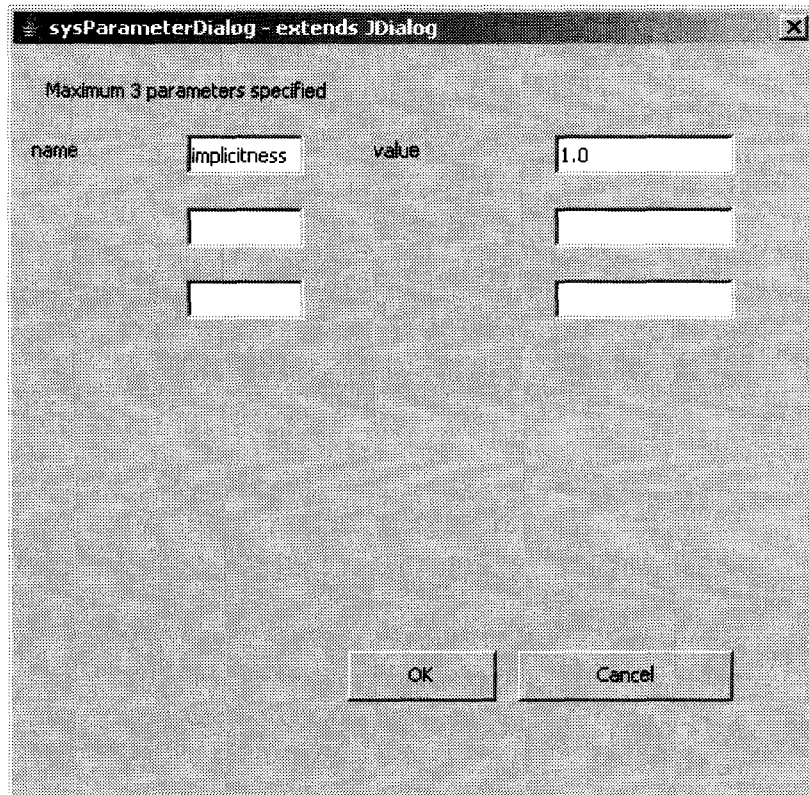 sysParameterDialog - extends JDialog
Maximum 3 parameters specified
name implicitness value 1.0
OK Cancel